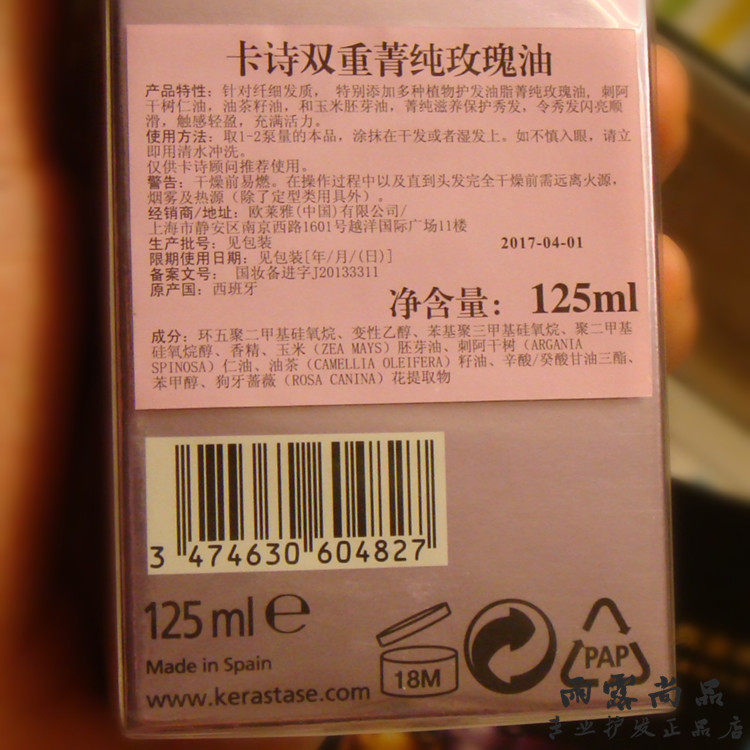 卡诗双重菁纯玫瑰油
产品特性：针对纤细发质，特别添加多种植物护发油脂菁纯玫瑰油，刺阿
干树仁油，油茶籽油，和玉米胚芽油，菁纯滋养保护秀发，令秀发闪亮顺
滑，触感轻盈，充满活力。
使用方法：取1-2泵量的本品，涂抹在干发或者湿发上。如不慎入眼，请立
即用清水冲洗。
仅供卡诗顾问推荐使用。
警告：干燥前易燃。在操作过程中以及直到头发完全干燥前需远离火源，
烟雾及热源（除了定型类用具外）。
经销商/地址：欧莱雅(中国)有限公司/
上海市静安区南京西路1601号越洋国际广场11楼
生产批号：见包装
2017-04-01
限期使用日期：见包装[年/月/(日)]
备案文号：国妆备进字J20133311
原产国：西班牙
净含量：125ml
成分：环五聚二甲基硅氧烷、变性乙醇、苯基聚三甲基硅氧烷、聚二甲基
硅氧烷醇、香精、玉米（ZEA MAYS）胚芽油、刺阿干树（ARGANIA
SPINOSA）仁油、油茶（CAMELLIA OLEIFERA）籽油、辛酸/癸酸甘油三酯、
苯甲醇、狗牙蔷薇（ROSA CANINA）花提取物
3 474630 604827
125 ml e
Made in Spain
www.kerastase.com
18M
PAP
雨露尚品
专业护发正品店